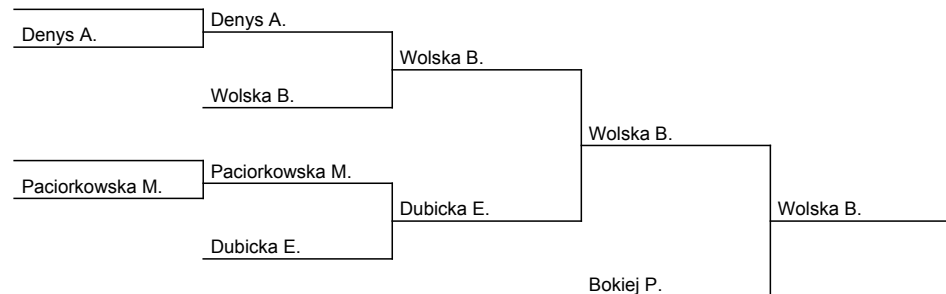 Denys A.
Denys A.
Wolska B.
Wolska B.
Wolska B.
Paciorkowska M.
Paciorkowska M.
Dubicka E.
Wolska B.
Dubicka E.
Bokiej P.